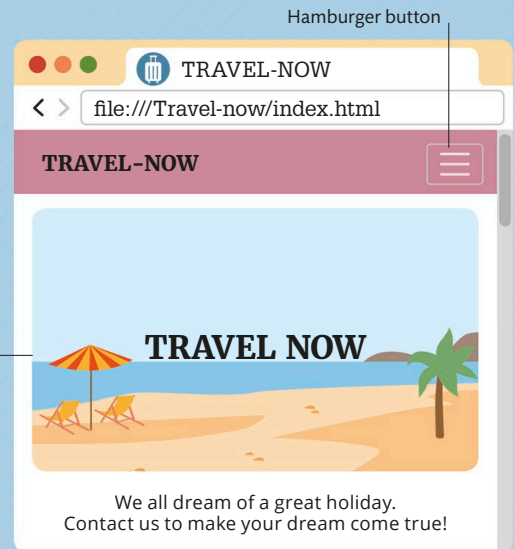 Hamburger button
TRAVEL-NOW
file:///Travel-now/index.html
TRAVEL-NOW
TRAVEL NOW
We all dream of a great holiday.
Contact us to make your dream come true!